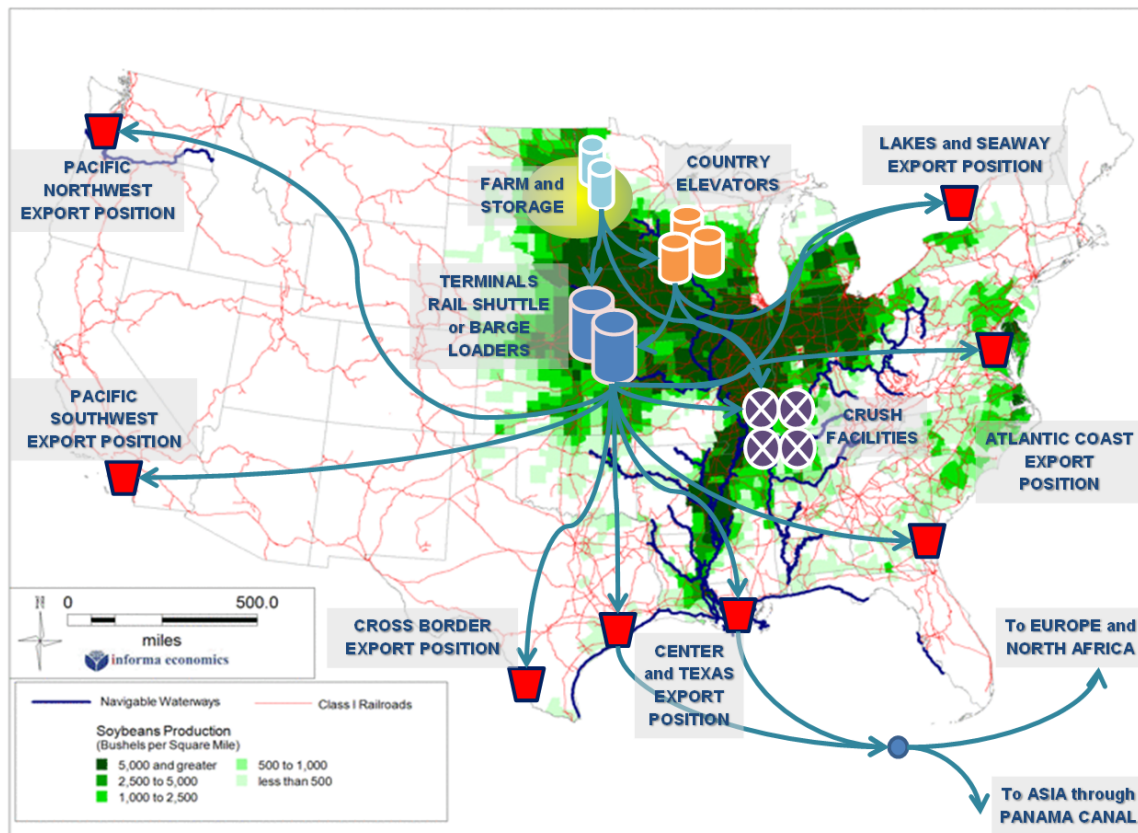 PACIFIC
NORTHWEST
EXPORT POSITION
FARM and
STORAGE
COUNTRY
ELEVATORS
LAKES and SEAWAY
EXPORT POSITION
TERMINALS
RAIL SHUTTLE
or BARGE
LOADERS
PACIFIC
SOUTHWEST
EXPORT POSITION
CRUSH
FACILITIES
ATLANTIC COAST
EXPORT
POSITION
CROSS BORDER
EXPORT POSITION
CENTER
and TEXAS
EXPORT
POSITION
To EUROPE and
NORTH AFRICA
To ASIA through
PANAMA CANAL
0 500.0
miles
informa economics
Navigable Waterways Class I Railroads
Soybeans Production
(Bushels per Square Mile)
5,000 and greater 500 to 1,000
2,500 to 5,000 less than 500
1,000 to 2,500